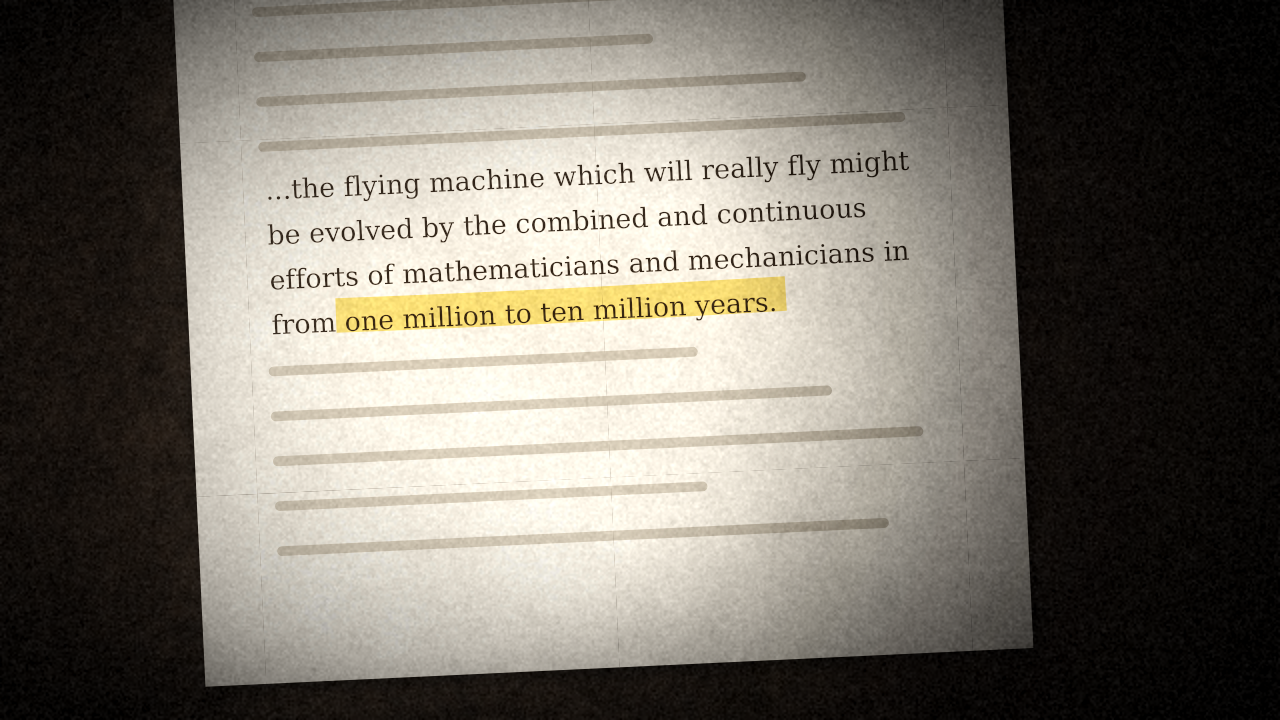 ...the flying machine which will really fly might
be evolved by the combined and continuous
efforts of mathematicians and mechanicians in
from one million to ten million years.